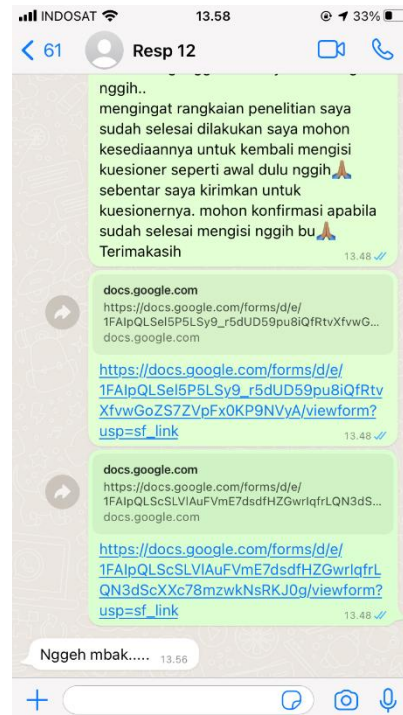 INDOSAT 13.58 33%
61 Resp 12
nggih..
mengingat rangkaian penelitian saya
sudah selesai dilakukan saya mohon
kesediaannya untuk kembali mengisi
kuesioner seperti awal dulu nggih🙏🏽
sebentar saya kirimkan untuk
kuesionernya. mohon konfirmasi apabila
sudah selesai mengisi nggih bu🙏🏽
Terimakasih 13.48
docs.google.com
https://docs.google.com/forms/d/e/
1FAIpQLSeI5P5LSy9_r5dUD59pu8iQfRtvXfvwG...
docs.google.com
https://docs.google.com/forms/d/e/
1FAIpQLSeI5P5LSy9_r5dUD59pu8iQfRtv
XfvwGoZS7ZVpFx0KP9NVyA/viewform?
usp=sf_link 13.48
docs.google.com
https://docs.google.com/forms/d/e/
1FAIpQLScSLVIAuFVmE7dsdfHZGwrIqfrLQN3dS...
docs.google.com
https://docs.google.com/forms/d/e/
1FAIpQLScSLVIAuFVmE7dsdfHZGwrIqfrL
QN3dScXXc78mzwkNsRKJ0g/viewform?
usp=sf_link 13.48
Nggeh mbak..... 13.56